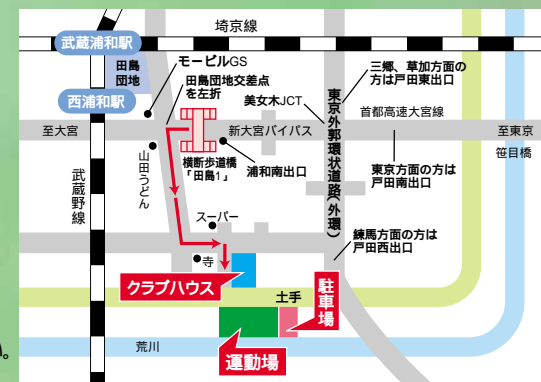 埼京線
武蔵浦和駅
田島
団地
モービルGS
田島団地交差点
を左折
三郷、草加方面の
方は戸田東出口
西浦和駅
美女木JCT
首都高速大宮線
至大宮
新大宮バイパス
至東京
笹目橋
横断歩道橋
「田島1」
浦和南出口
東京方面の方は
戸田南出口
山田うどん
東京外郭環状道路(外環)
武蔵野線
スーパー
練馬方面の方は
戸田西出口
寺
クラブハウス
土手
駐車場
荒川
運動場
い。